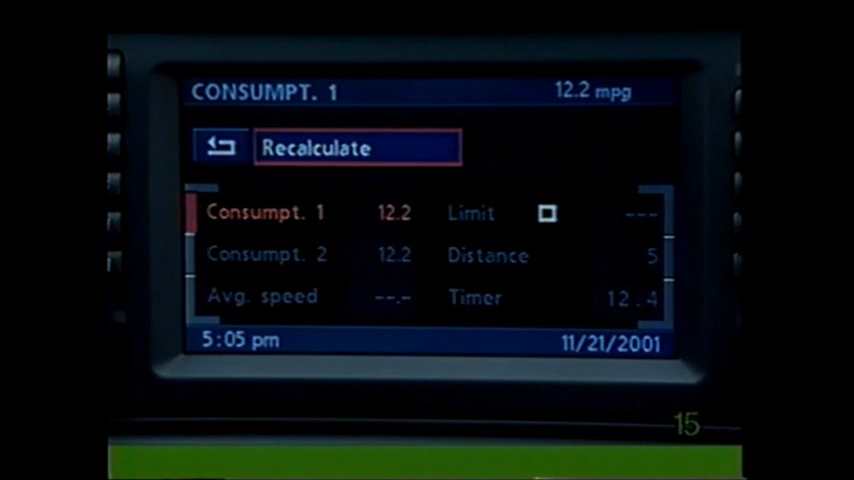 CONSUMPT. 1 12.2 mpg
Recalculate
Consumpt. 1 12.2 Limit ---
Consumpt. 2 12.2 Distance 5
Avg. speed --.- Timer 12.4
5:05 pm 11/21/2001
15